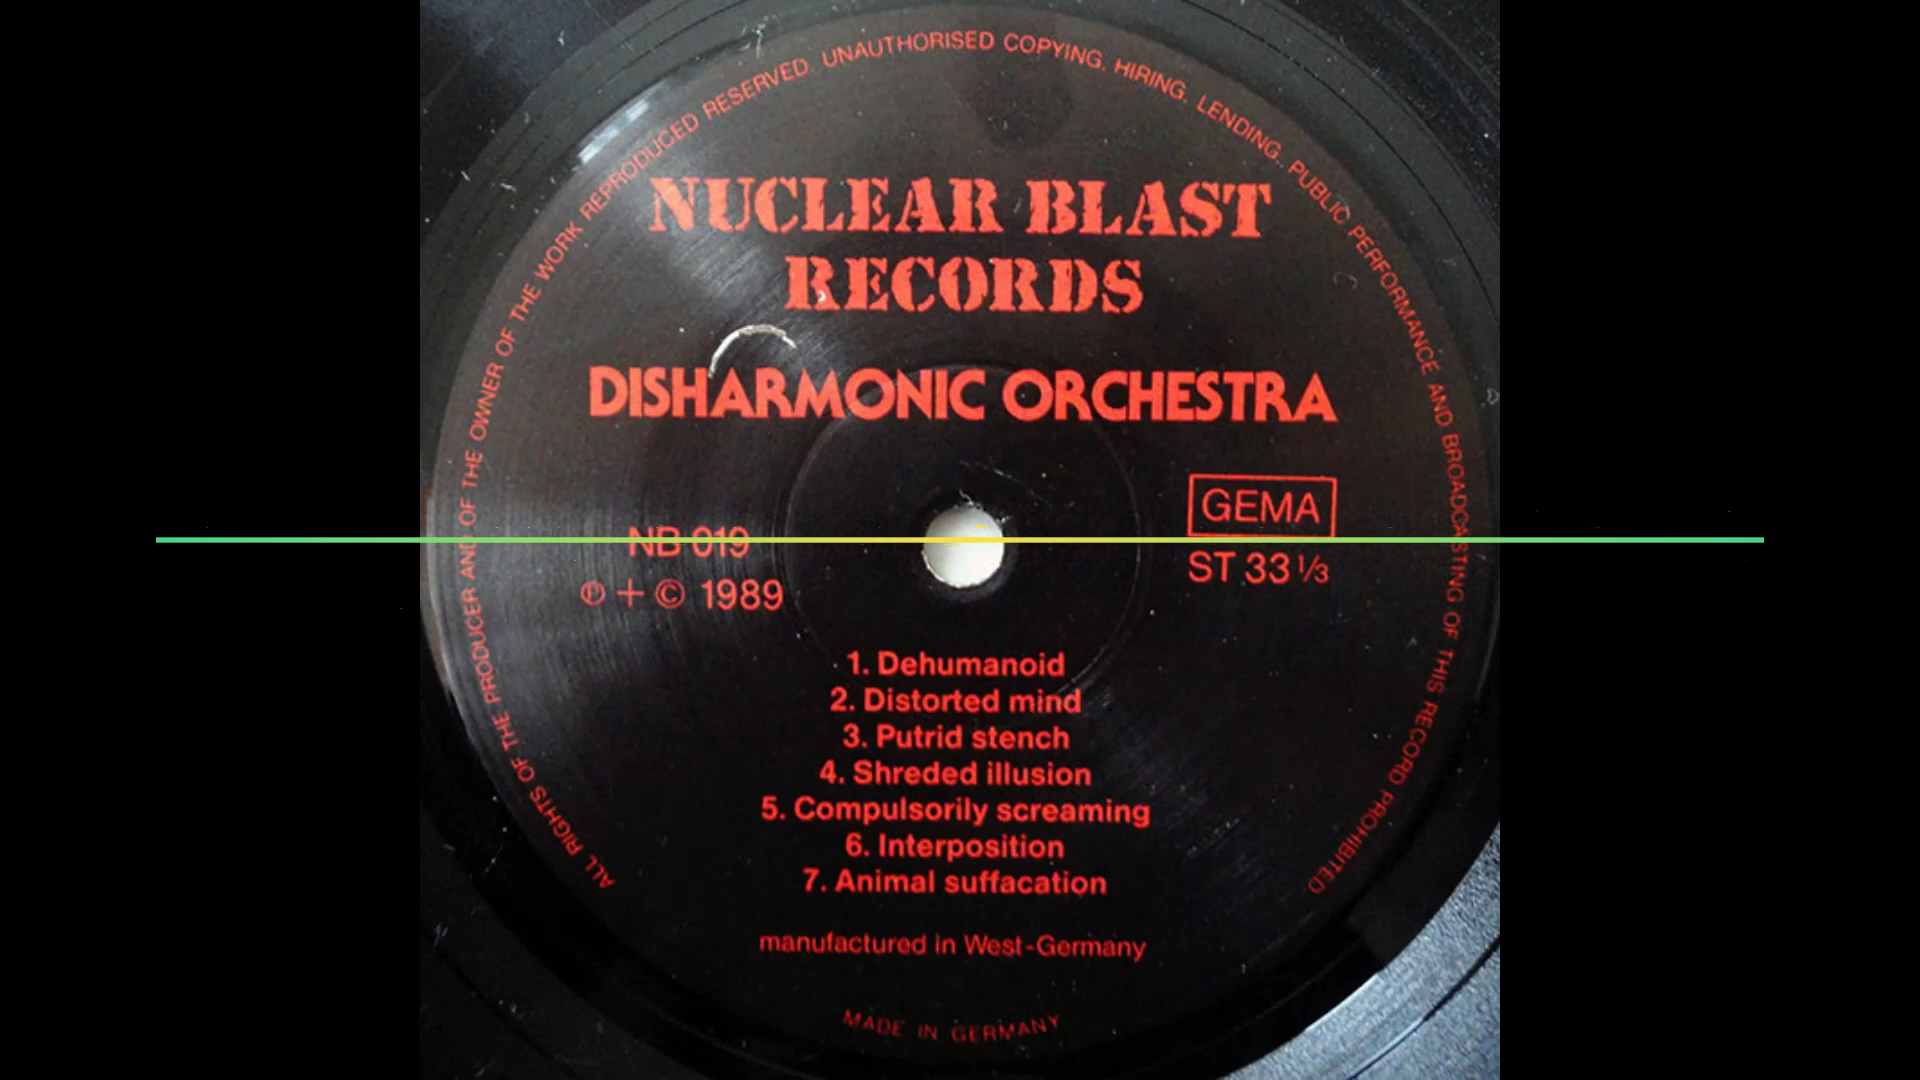 ALL RIGHTS OF THE PRODUCER AND OF THE OWNER OF THE WORK REPRODUCED RESERVED. UNAUTHORISED COPYING, HIRING, LENDING, PUBLIC PERFORMANCE AND BROADCASTING OF THIS RECORD PROHIBITED
NUCLEAR BLAST
RECORDS
DISHARMONIC ORCHESTRA
GEMA
NB 019
ST 33 ⅓
℗ + © 1989
1. Dehumanoid
2. Distorted mind
3. Putrid stench
4. Shreded illusion
5. Compulsorily screaming
6. Interposition
7. Animal suffacation
manufactured in West-Germany
MADE IN GERMANY